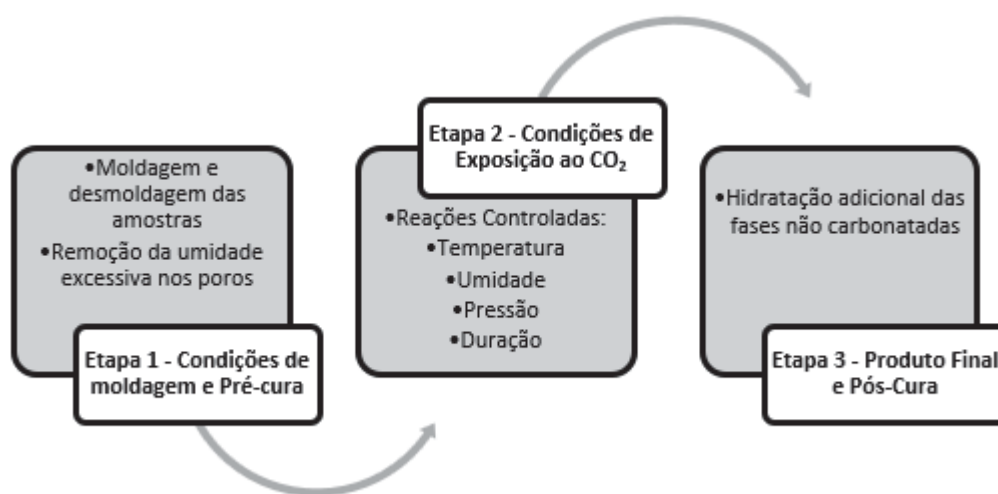 •Moldagem e
desmoldagem das
amostras
•Remoção da umidade
excessiva nos poros
Etapa 1 - Condições de
moldagem e Pré-cura
Etapa 2 - Condições de
Exposição ao CO₂
•Reações Controladas:
•Temperatura
•Umidade
•Pressão
•Duração
•Hidratação adicional das
fases não carbonatadas
Etapa 3 - Produto Final
e Pós-Cura